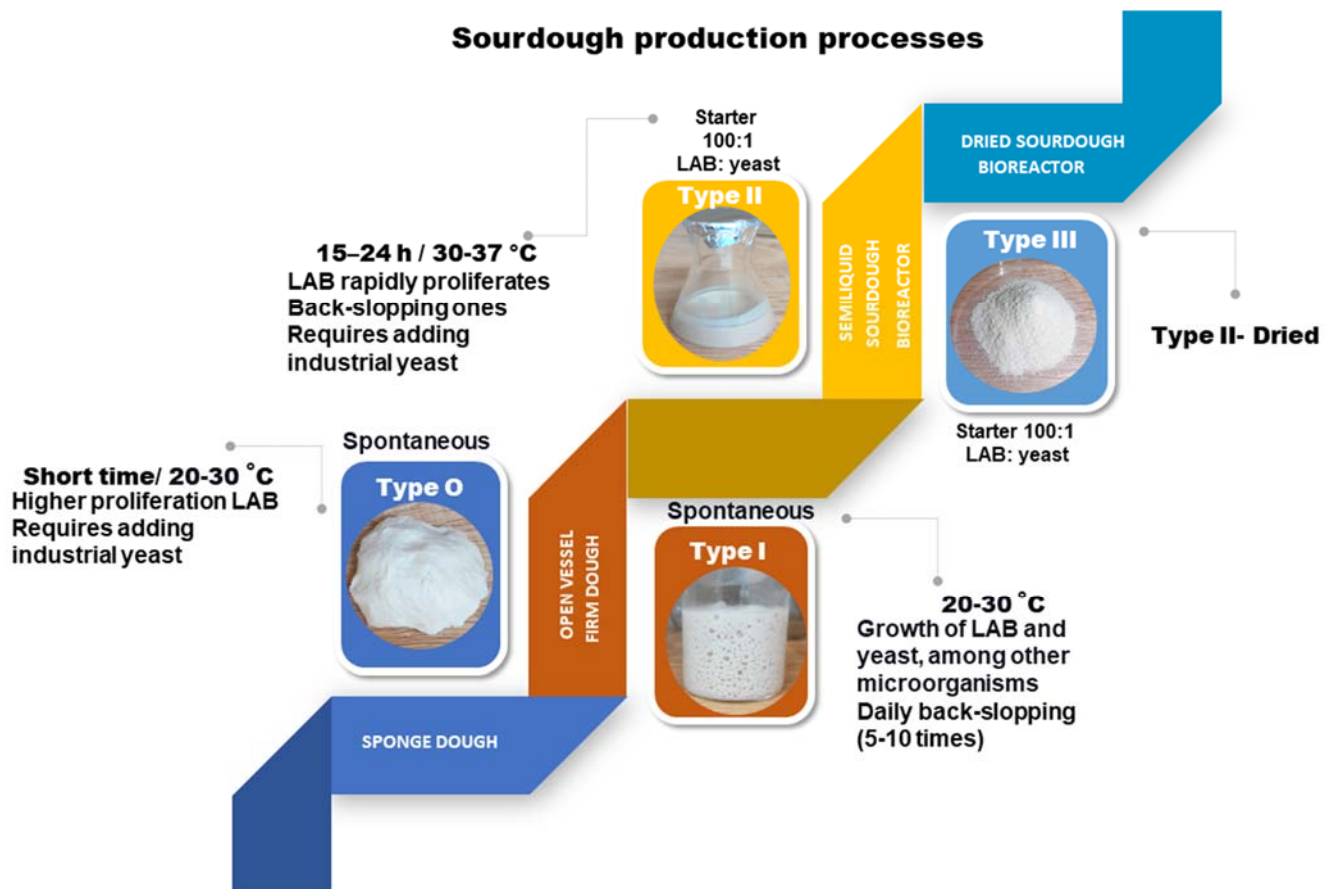 Sourdough production processes
Starter
100:1
LAB: yeast
Type II
15–24 h / 30-37 °C
LAB rapidly proliferates
Back-slopping ones
Requires adding
industrial yeast
SEMILIQUID
SOURDOUGH
BIOREACTOR
DRIED SOURDOUGH
BIOREACTOR
Type III
Type II- Dried
Starter 100:1
LAB: yeast
Spontaneous
Type O
Short time/ 20-30 °C
Higher proliferation LAB
Requires adding
industrial yeast
OPEN VESSEL
FIRM DOUGH
Spontaneous
Type I
20-30 °C
Growth of LAB and
yeast, among other
microorganisms
Daily back-slopping
(5-10 times)
SPONGE DOUGH